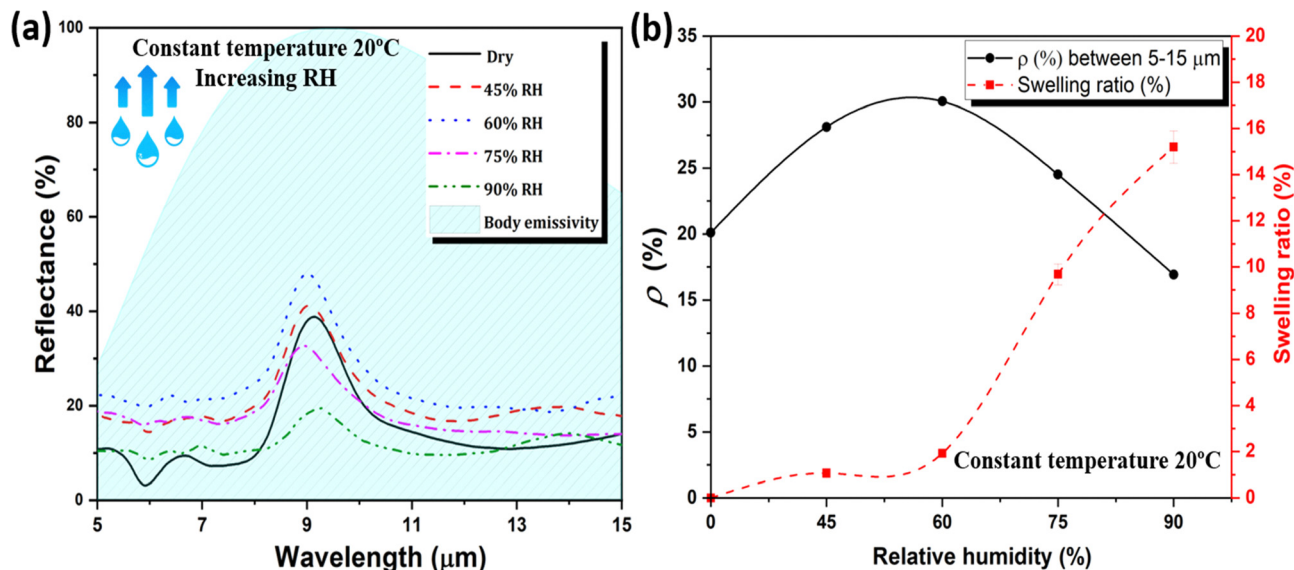 (a)
Constant temperature 20ºC
Increasing RH
Dry
45% RH
60% RH
75% RH
90% RH
Body emissivity
100
80
60
40
20
0
Reflectance (%)
5
7
9
11
13
15
Wavelength (μm)
(b)
ρ (%) between 5-15 μm
Swelling ratio (%)
35
30
25
20
15
10
5
0
ρ (%)
20
18
16
14
12
10
8
6
4
2
0
Swelling ratio (%)
Constant temperature 20ºC
0
45
60
75
90
Relative humidity (%)